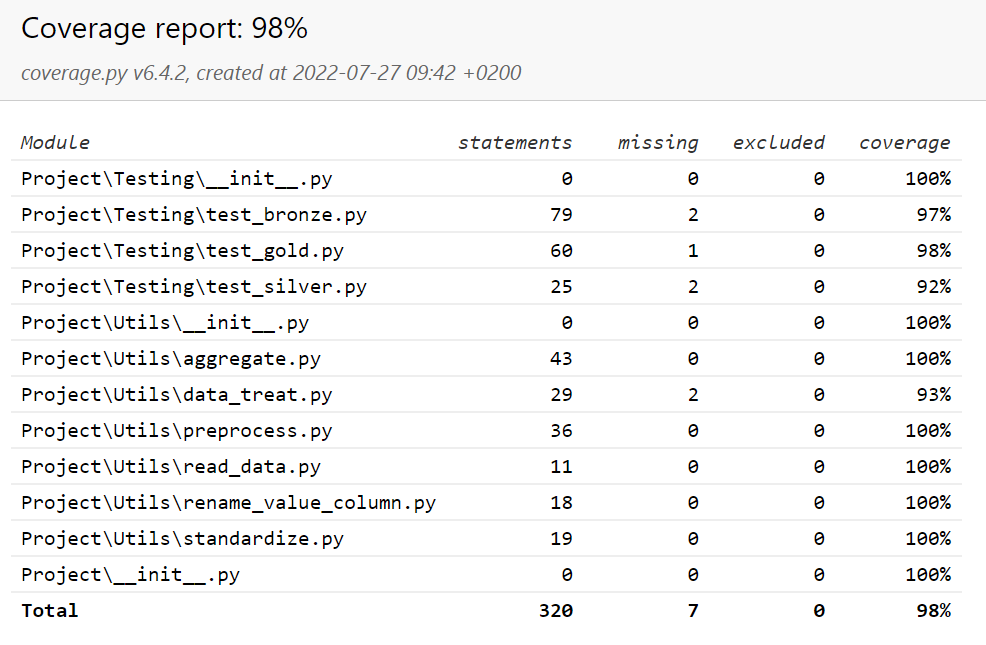 Coverage report: 98%
coverage.py v6.4.2, created at 2022-07-27 09:42 +0200
Module statements missing excluded coverage
Project\Testing\__init__.py 0 0 0 100%
Project\Testing\test_bronze.py 79 2 0 97%
Project\Testing\test_gold.py 60 1 0 98%
Project\Testing\test_silver.py 25 2 0 92%
Project\Utils\__init__.py 0 0 0 100%
Project\Utils\aggregate.py 43 0 0 100%
Project\Utils\data_treat.py 29 2 0 93%
Project\Utils\preprocess.py 36 0 0 100%
Project\Utils\read_data.py 11 0 0 100%
Project\Utils\rename_value_column.py 18 0 0 100%
Project\Utils\standardize.py 19 0 0 100%
Project\__init__.py 0 0 0 100%
Total 320 7 0 98%